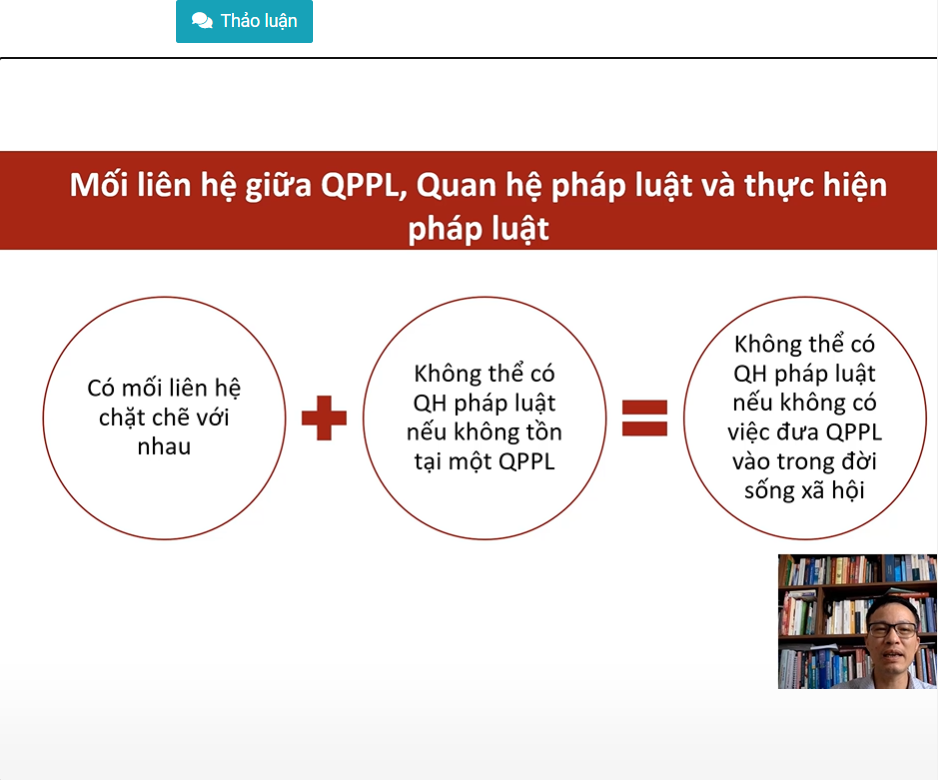 Thảo luận
Mối liên hệ giữa QPPL, Quan hệ pháp luật và thực hiện
pháp luật
Có mối liên hệ
chặt chẽ với
nhau
Không thể có
QH pháp luật
nếu không tồn
tại một QPPL
Không thể có
QH pháp luật
nếu không có
việc đưa QPPL
vào trong đời
sống xã hội